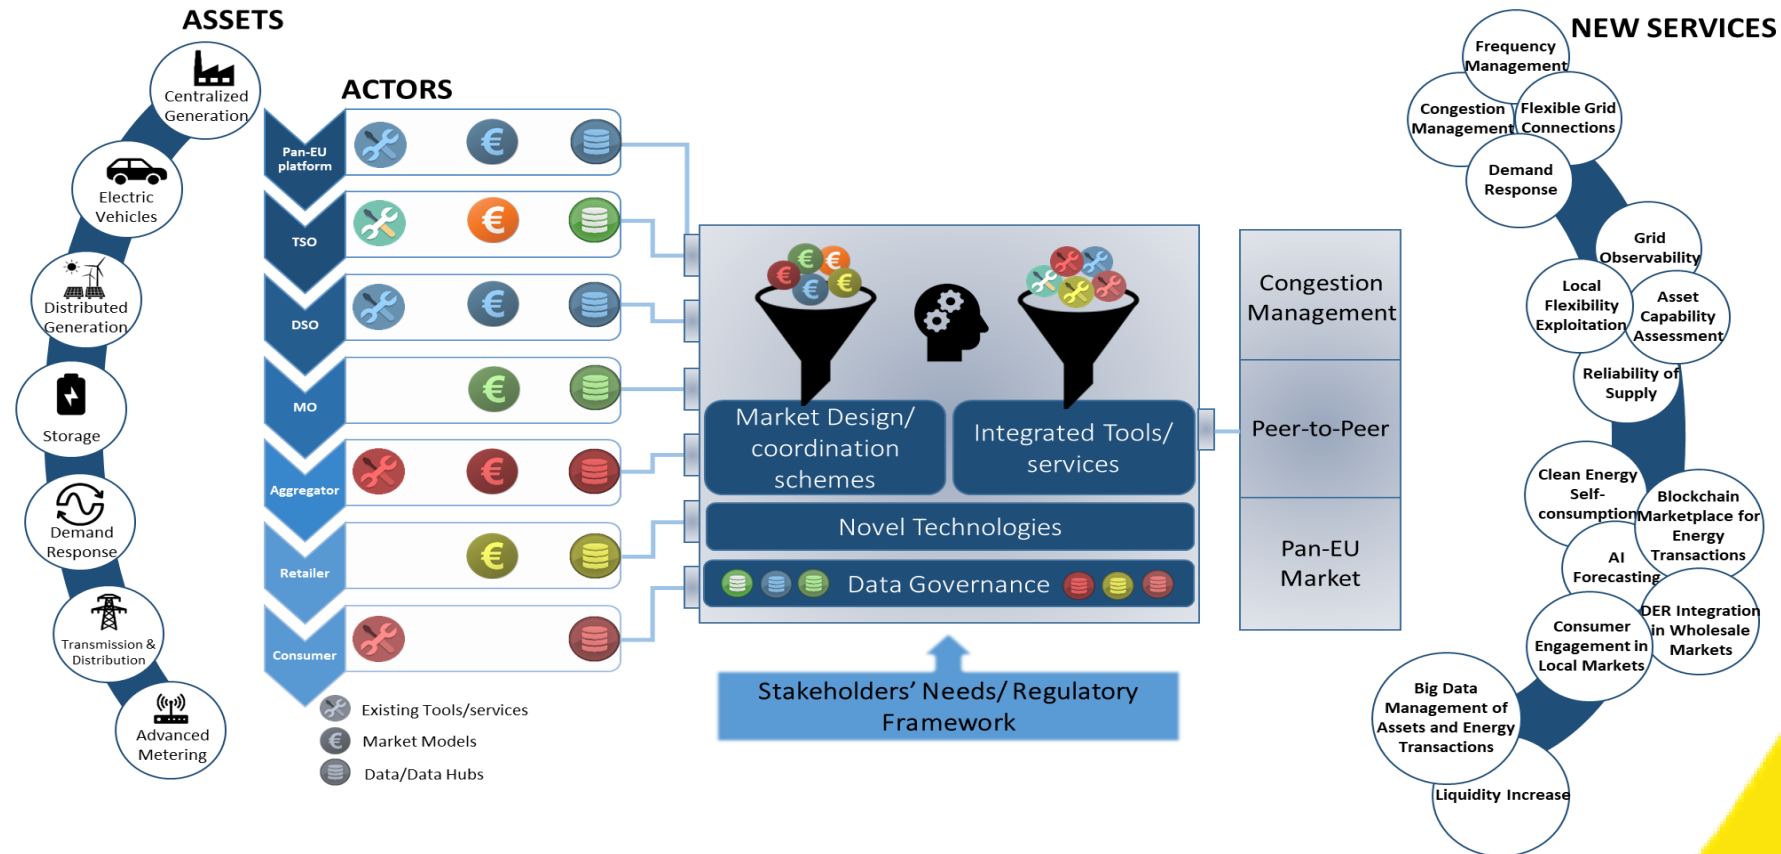 ASSETS
Centralized
Generation
Electric
Vehicles
Distributed
Generation
Storage
Demand
Response
Transmission &
Distribution
Advanced
Metering
ACTORS
Pan-EU
platform
TSO
DSO
MO
Aggregator
Retailer
Consumer
Existing Tools/services
Market Models
Data/Data Hubs
Market Design/
coordination
schemes
Integrated Tools/
services
Novel Technologies
Data Governance
Stakeholders’ Needs/ Regulatory
Framework
Congestion
Management
Peer-to-Peer
Pan-EU
Market
NEW SERVICES
Frequency
Management
Congestion
Management
Flexible Grid
Connections
Demand
Response
Grid
Observability
Local
Flexibility
Exploitation
Asset
Capability
Assessment
Reliability of
Supply
Clean Energy
Self-
consumption
Blockchain
Marketplace for
Energy
Transactions
AI
Forecasting
DER Integration
in Wholesale
Markets
Consumer
Engagement in
Local Markets
Big Data
Management of
Assets and Energy
Transactions
Liquidity Increase